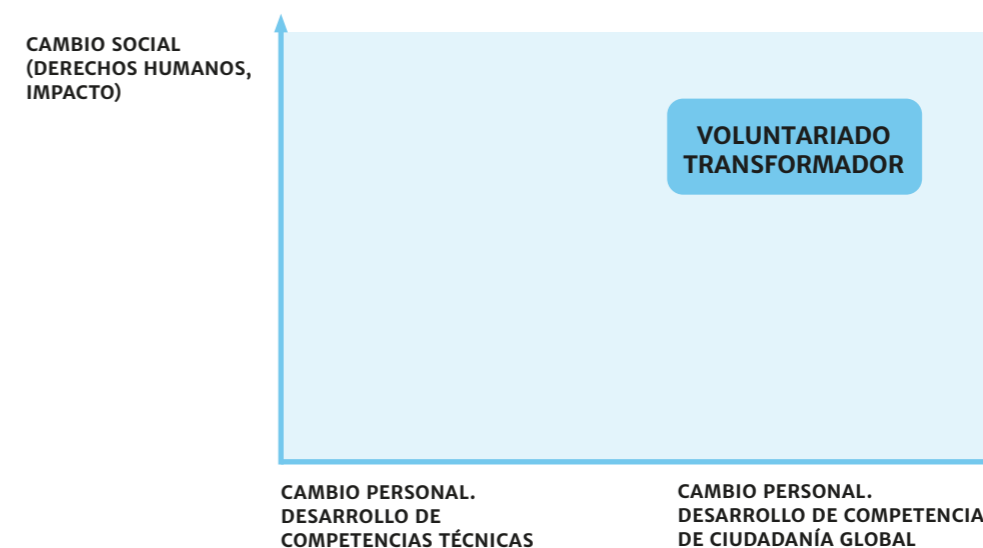 CAMBIO SOCIAL
(DERECHOS HUMANOS,
IMPACTO)
VOLUNTARIADO
TRANSFORMADOR
CAMBIO PERSONAL.
DESARROLLO DE
COMPETENCIAS TÉCNICAS
CAMBIO PERSONAL.
DESARROLLO DE COMPETENCIA
DE CIUDADANÍA GLOBAL